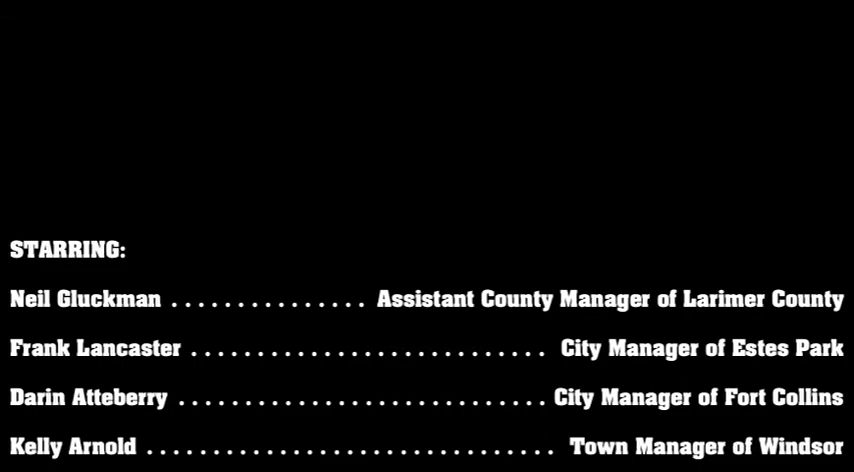 STARRING:
Neil Gluckman . . . . . . . . . . . . . . . Assistant County Manager of Larimer County
Frank Lancaster . . . . . . . . . . . . . . . . . . . . . . . . . . . City Manager of Estes Park
Darin Atteberry . . . . . . . . . . . . . . . . . . . . . . . . . . . . City Manager of Fort Collins
Kelly Arnold . . . . . . . . . . . . . . . . . . . . . . . . . . . . . . . Town Manager of Windsor